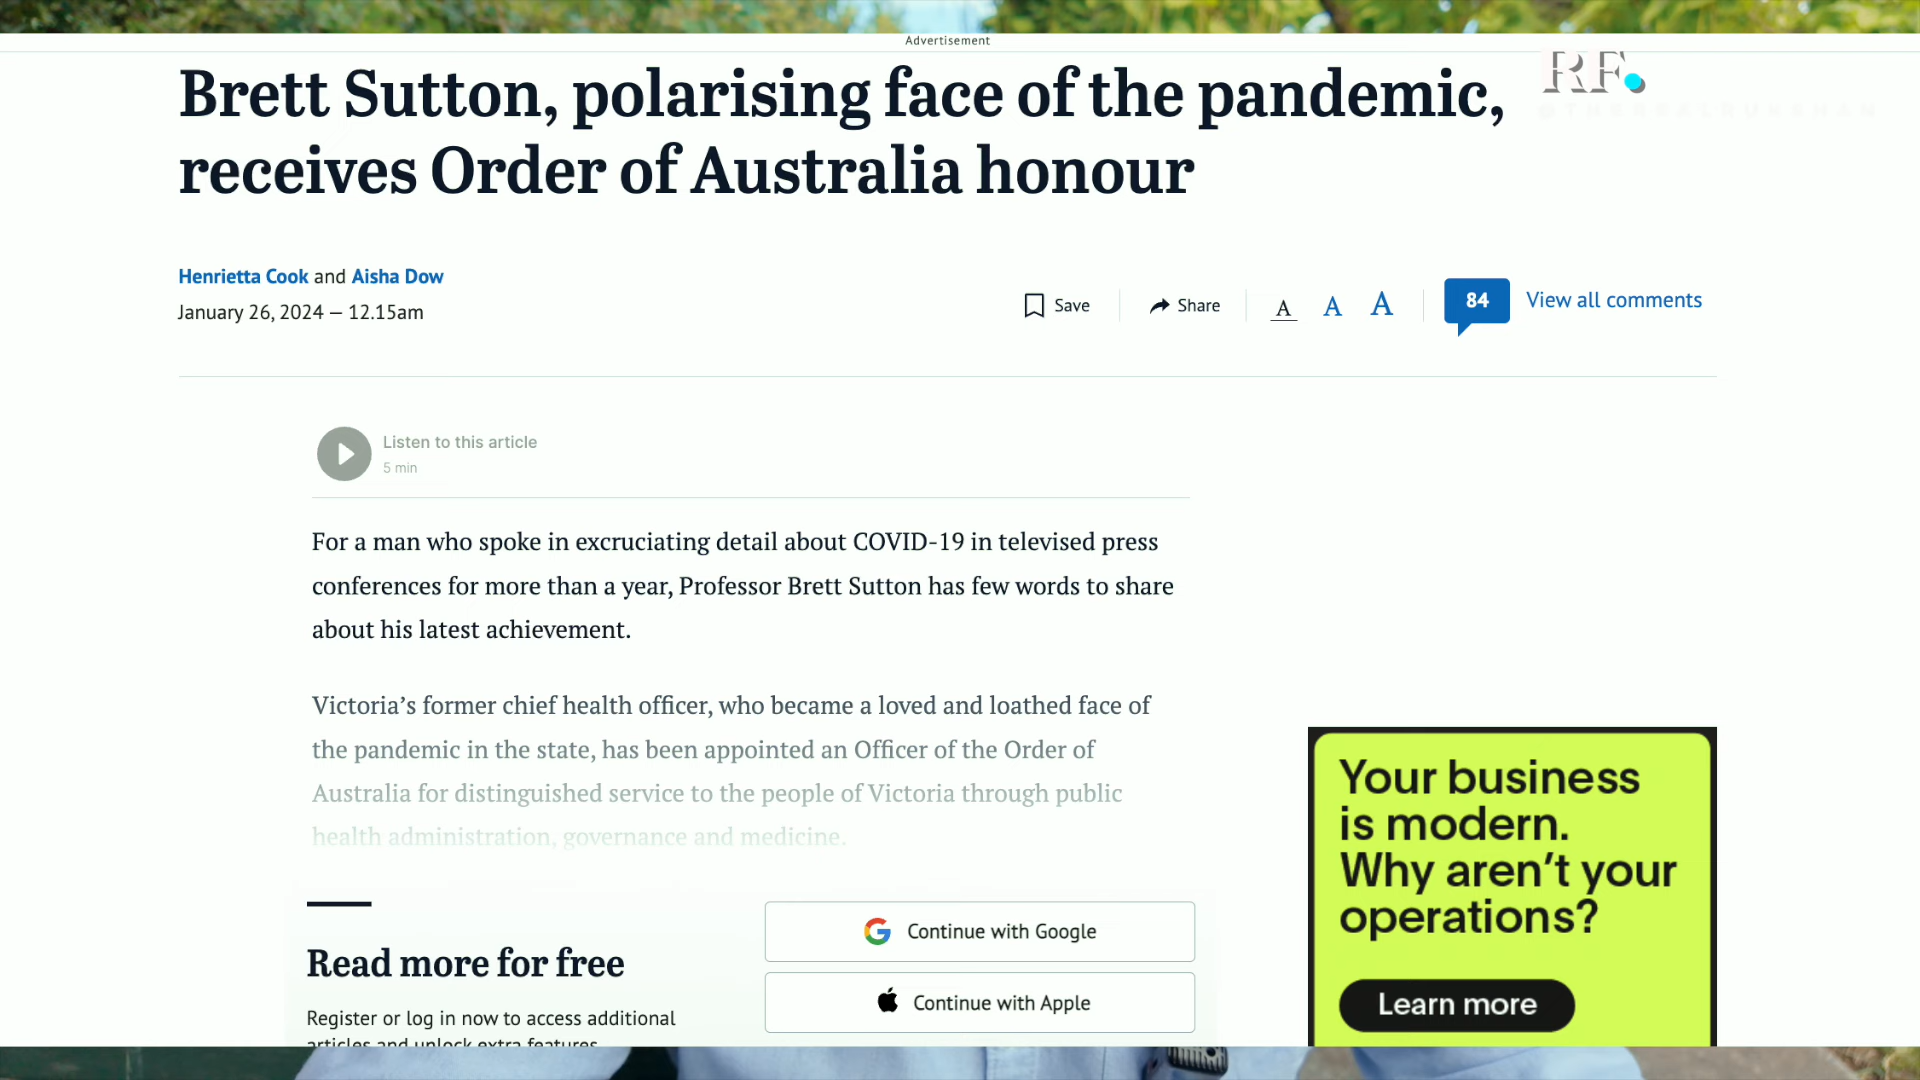 Advertisement
RF.
Brett Sutton, polarising face of the pandemic,
receives Order of Australia honour
Henrietta Cook and Aisha Dow
January 26, 2024 – 12.15am
Save
Share
A
A
A
84
View all comments
Listen to this article
5 min
For a man who spoke in excruciating detail about COVID-19 in televised press
conferences for more than a year, Professor Brett Sutton has few words to share
about his latest achievement.
Victoria’s former chief health officer, who became a loved and loathed face of
the pandemic in the state, has been appointed an Officer of the Order of
Australia for distinguished service to the people of Victoria through public
health administration, governance and medicine.
Read more for free
Register or log in now to access additional
articles and unlock extra features
Continue with Google
Continue with Apple
Your business
is modern.
Why aren’t your
operations?
Learn more